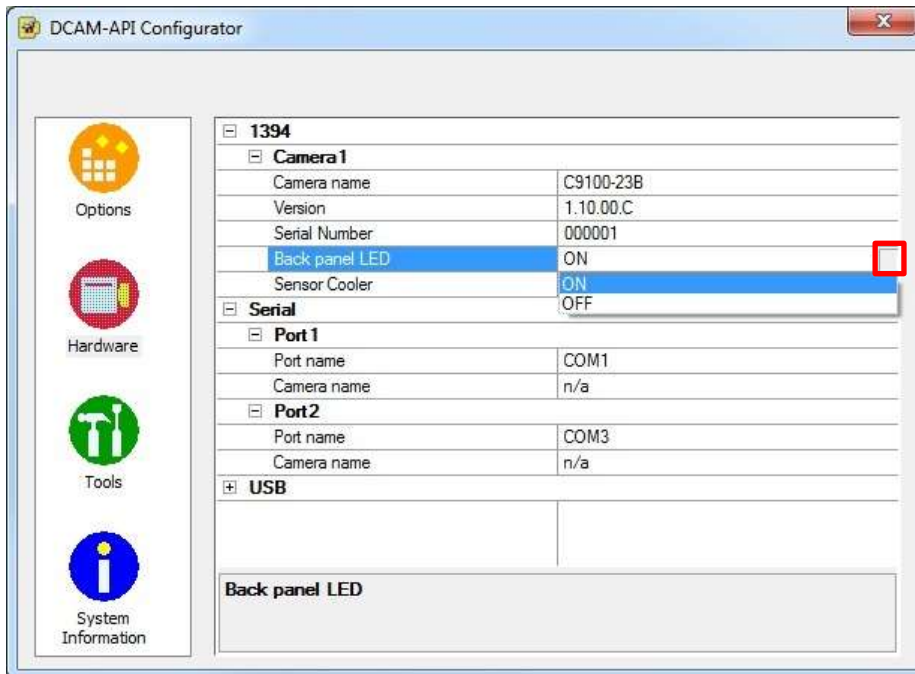 DCAM-API Configurator
Options
Hardware
Tools
System
Information
1394
Camera1
Camera name C9100-23B
Version 1.10.00.C
Serial Number 000001
Back panel LED ON
Sensor Cooler ON
OFF
Serial
Port1
Port name COM1
Camera name n/a
Port2
Port name COM3
Camera name n/a
USB
Back panel LED